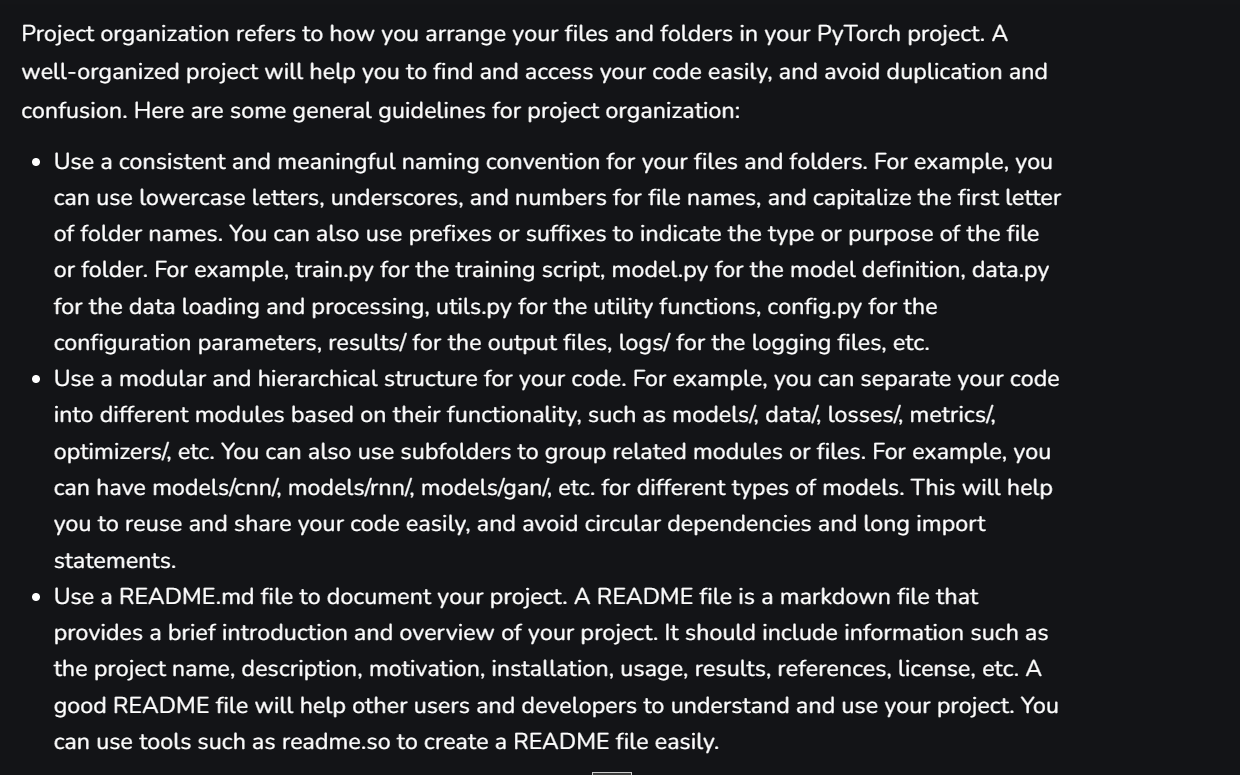 Project organization refers to how you arrange your files and folders in your PyTorch project. A
well-organized project will help you to find and access your code easily, and avoid duplication and
confusion. Here are some general guidelines for project organization:
• Use a consistent and meaningful naming convention for your files and folders. For example, you
can use lowercase letters, underscores, and numbers for file names, and capitalize the first letter
of folder names. You can also use prefixes or suffixes to indicate the type or purpose of the file
or folder. For example, train.py for the training script, model.py for the model definition, data.py
for the data loading and processing, utils.py for the utility functions, config.py for the
configuration parameters, results/ for the output files, logs/ for the logging files, etc.
• Use a modular and hierarchical structure for your code. For example, you can separate your code
into different modules based on their functionality, such as models/, data/, losses/, metrics/,
optimizers/, etc. You can also use subfolders to group related modules or files. For example, you
can have models/cnn/, models/rnn/, models/gan/, etc. for different types of models. This will help
you to reuse and share your code easily, and avoid circular dependencies and long import
statements.
• Use a README.md file to document your project. A README file is a markdown file that
provides a brief introduction and overview of your project. It should include information such as
the project name, description, motivation, installation, usage, results, references, license, etc. A
good README file will help other users and developers to understand and use your project. You
can use tools such as readme.so to create a README file easily.